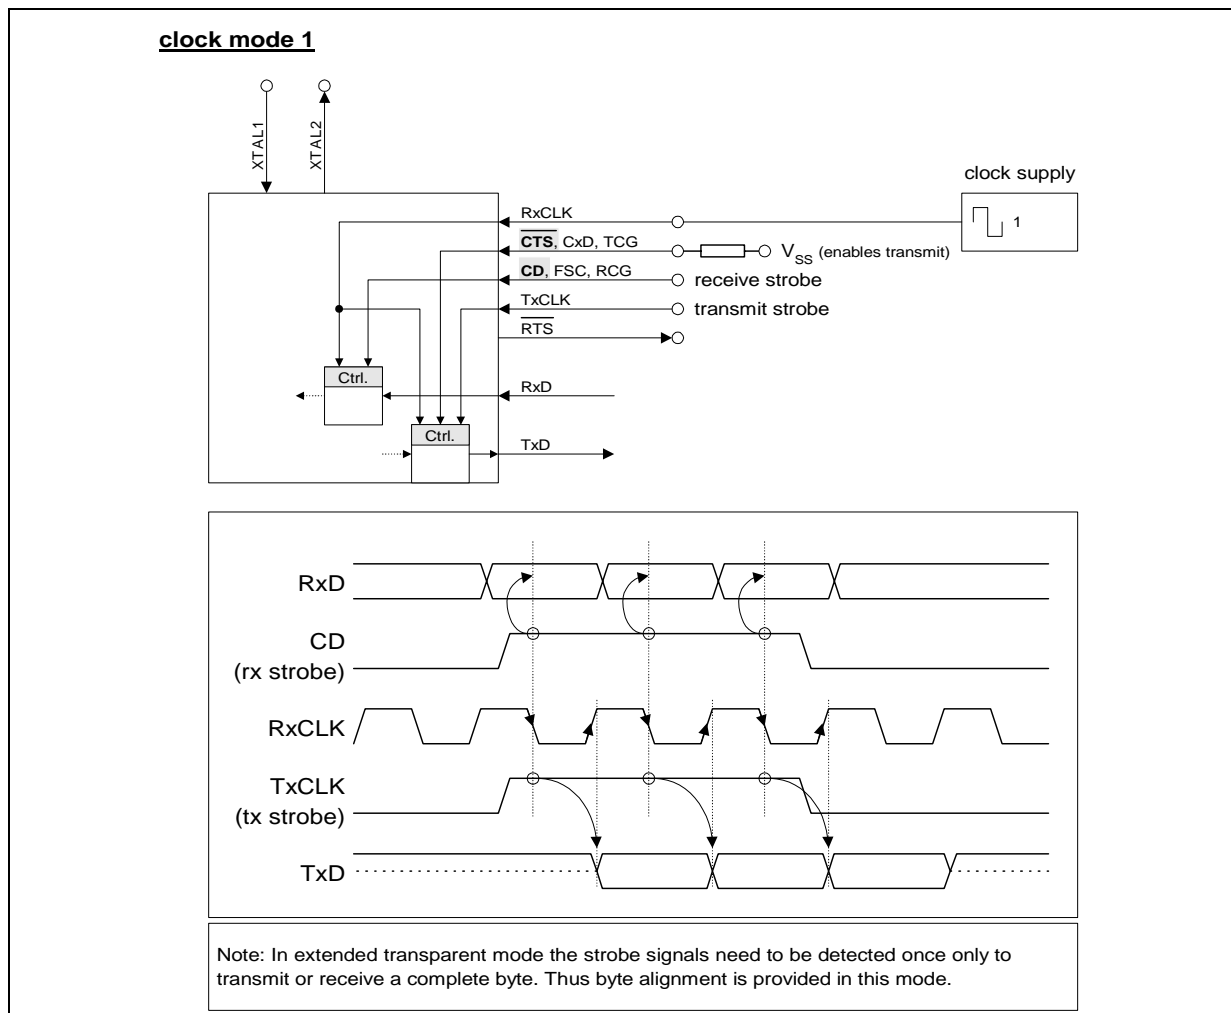 clock mode 1
XTAL1
XTAL2
clock supply
RxCLK
1
CTS, CxD, TCG
VSS (enables transmit)
CD, FSC, RCG
receive strobe
TxCLK
transmit strobe
RTS
Ctrl.
RxD
Ctrl.
TxD
RxD
CD
(rx strobe)
RxCLK
TxCLK
(tx strobe)
TxD
Note: In extended transparent mode the strobe signals need to be detected once only to
transmit or receive a complete byte. Thus byte alignment is provided in this mode.